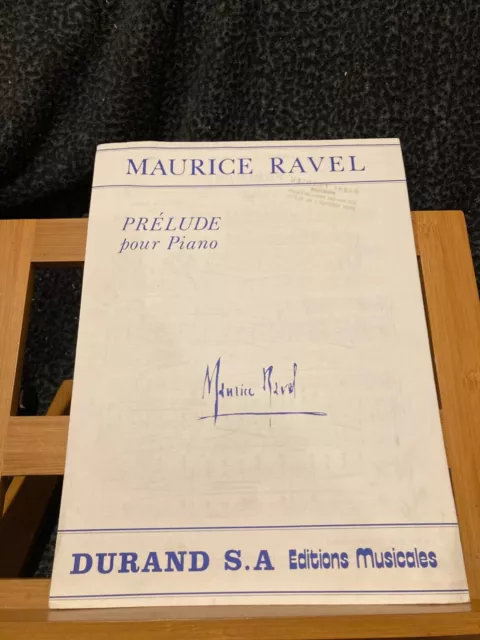 MAURICE RAVEL
PRÉLUDE
pour Piano
Maurice Ravel
DURAND S.A Editions Musicales